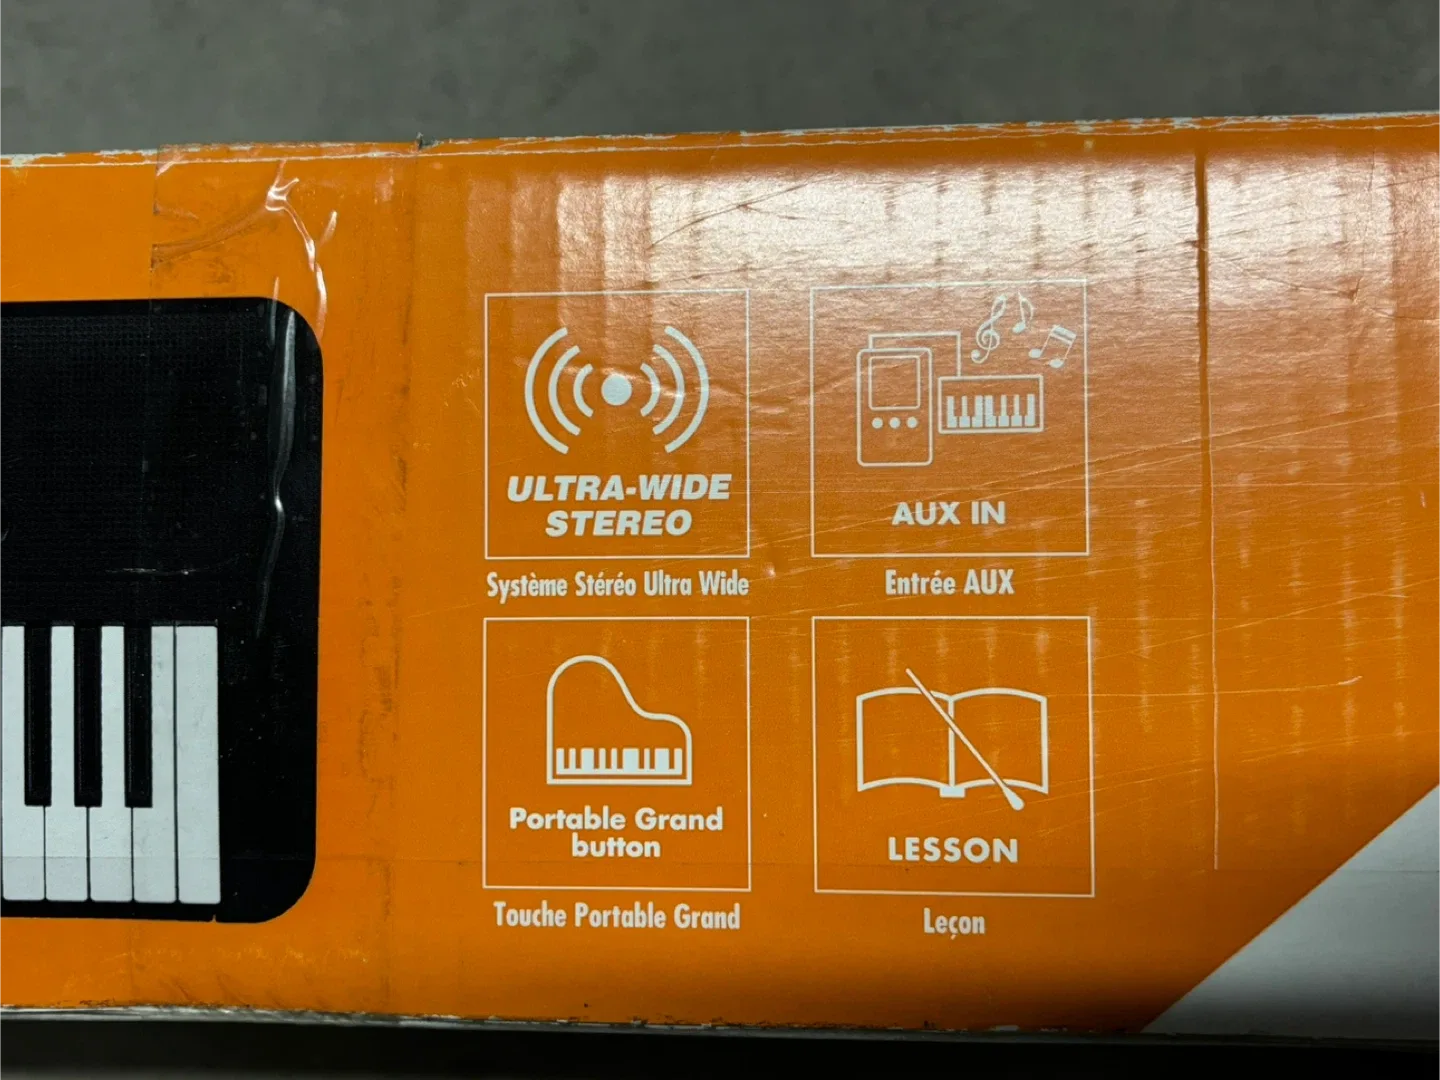 ULTRA-WIDE
STEREO
Système Stéréo Ultra Wide
AUX IN
Entrée AUX
Portable Grand
button
Touche Portable Grand
LESSON
Leçon